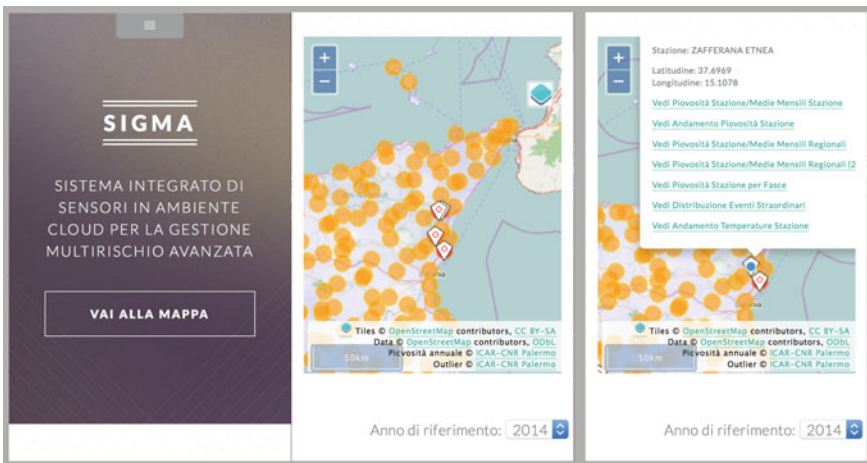 SIGMA
SISTEMA INTEGRATO DI
SENSORI IN AMBIENTE
CLOUD PER LA GESTIONE
MULTIRISCHIO AVANZATA
VAI ALLA MAPPA
+
−
Tiles © OpenStreetMap contributors, CC BY-SA
Data © OpenStreetMap contributors, ODbL
Piovosità annuale © ICAR-CNR Palermo
Outlier © ICAR-CNR Palermo
50km
Anno di riferimento: 2014
+
−
Stazione: ZAFFERANA ETNEA
Latitudine: 37.6969
Longitudine: 15.1078
Vedi Piovosità Stazione/Medie Mensili Stazione
Vedi Andamento Piovosità Stazione
Vedi Piovosità Stazione/Medie Mensili Regionali
Vedi Piovosità Stazione/Medie Mensili Regionali (2
Vedi Piovosità Stazione per Fasce
Vedi Distribuzione Eventi Straordinari
Vedi Andamento Temperature Stazione
Tiles © OpenStreetMap contributors, CC BY-SA
Data © OpenStreetMap contributors, ODbL
Piovosità annuale © ICAR-CNR Palermo
Outlier © ICAR-CNR Palermo
50km
Anno di riferimento: 2014